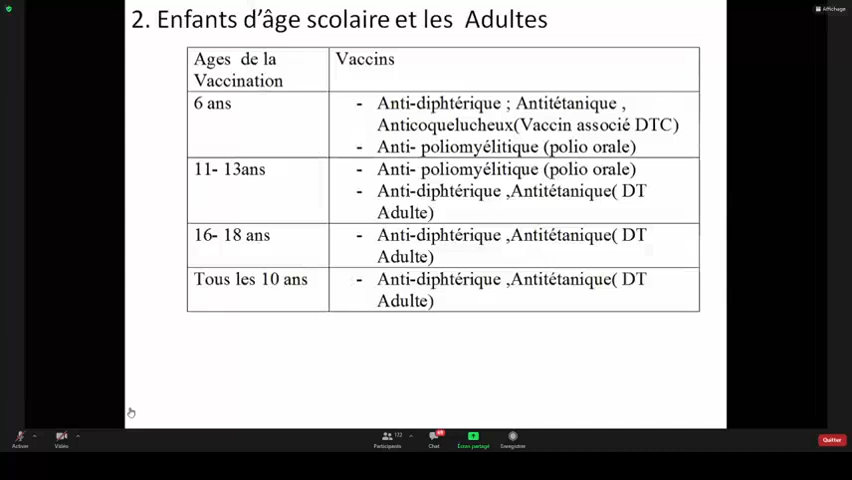 Affichage
2. Enfants d’âge scolaire et les Adultes
Ages de la
Vaccination
Vaccins
6 ans
- Anti-diphtérique ; Antitétanique ,
Anticoquelucheux(Vaccin associé DTC)
- Anti- poliomyélitique (polio orale)
11- 13ans
- Anti- poliomyélitique (polio orale)
- Anti-diphtérique ,Antitétanique( DT
Adulte)
16- 18 ans
- Anti-diphtérique ,Antitétanique( DT
Adulte)
Tous les 10 ans
- Anti-diphtérique ,Antitétanique( DT
Adulte)
Activer
Vidéo
172
Participants
Chat
Écran partagé
Enregistrer
Quitter